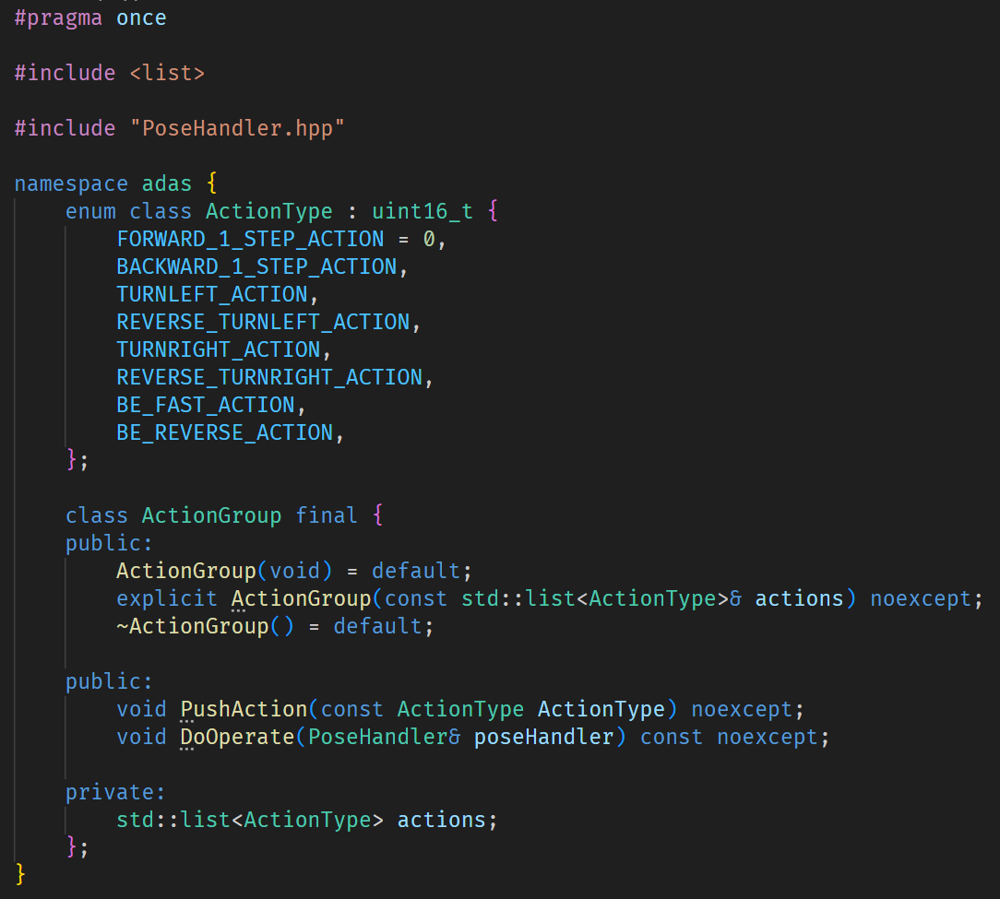 #pragma once
#include <list>
#include "PoseHandler.hpp"
namespace adas {
    enum class ActionType : uint16_t {
        FORWARD_1_STEP_ACTION = 0,
        BACKWARD_1_STEP_ACTION,
        TURNLEFT_ACTION,
        REVERSE_TURNLEFT_ACTION,
        TURNRIGHT_ACTION,
        REVERSE_TURNRIGHT_ACTION,
        BE_FAST_ACTION,
        BE_REVERSE_ACTION,
    };
    class ActionGroup final {
    public:
        ActionGroup(void) = default;
        explicit ActionGroup(const std::list<ActionType>& actions) noexcept;
        ~ActionGroup() = default;
    public:
        void PushAction(const ActionType ActionType) noexcept;
        void DoOperate(PoseHandler& poseHandler) const noexcept;
    private:
        std::list<ActionType> actions;
    };
}